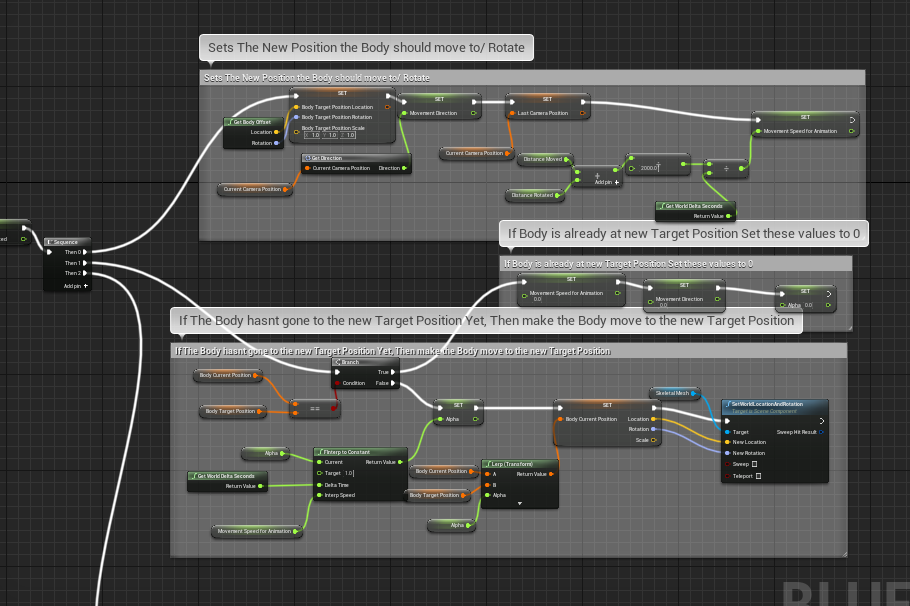 Sets The New Position the Body should move to/ Rotate
Sets The New Position the Body should move to/ Rotate
SET
Body Target Position Location
Body Target Position Rotation
Body Target Position Scale
1.0 1.0 1.0
Get Body Offset
Location
Rotation
Get Direction
Current Camera Position Direction
Current Camera Position
SET
Movement Direction
SET
Last Camera Position
Current Camera Position
Distance Moved
Distance Rotated
+
Add pin +
2000.0
÷
Get World Delta Seconds
Return Value
SET
Movement Speed for Animation
Sequence
Then 0
Then 1
Then 2
Add pin +
If Body is already at new Target Position Set these values to 0
If Body is already at new Target Position Set these values to 0
SET
Movement Speed for Animation
0.0
SET
Movement Direction
0.0
SET
Alpha 0.0
If The Body hasnt gone to the new Target Position Yet, Then make the Body move to the new Target Position
If The Body hasnt gone to the new Target Position Yet, Then make the Body move to the new Target Position
Body Current Position
Body Target Position
==
Branch
True
Condition False
SET
Alpha
Alpha
Get World Delta Seconds
Return Value
Movement Speed for Animation
FInterp to Constant
Current Return Value
Target 1.0
Delta Time
Interp Speed
Body Current Position
Body Target Position
Alpha
Lerp (Transform)
A Return Value
B
Alpha
SET
Body Current Position Location
Rotation
Scale
Skeletal Mesh
SetWorldLocationAndRotation
Target is Scene Component
Target Sweep Hit Result
New Location
New Rotation
Sweep
Teleport